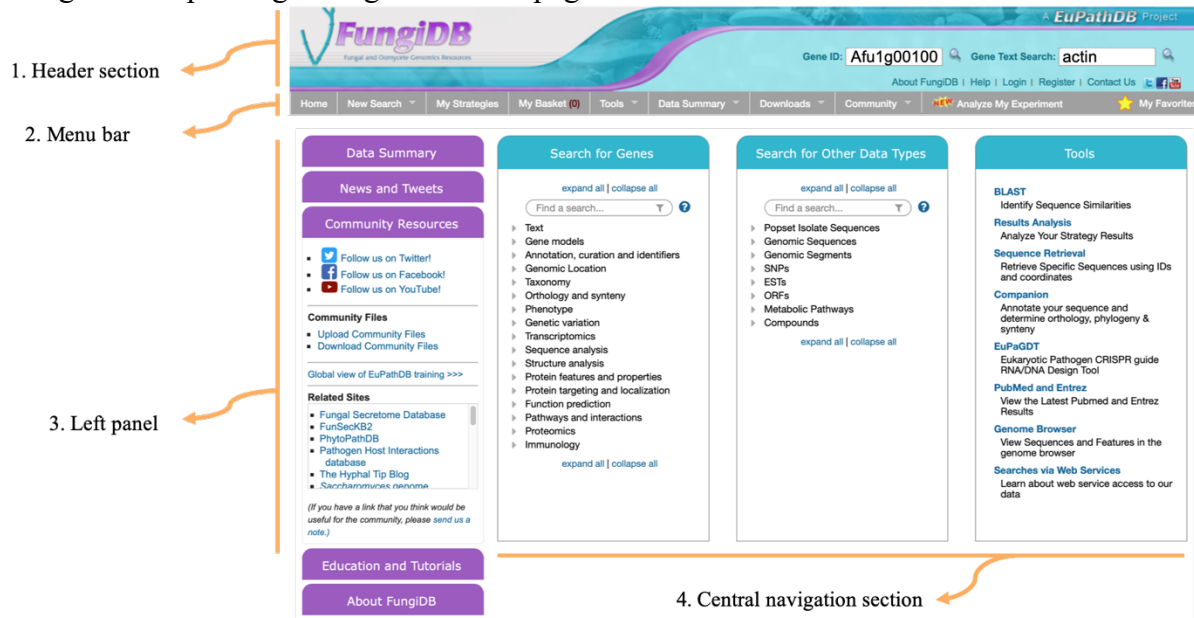 FungiDB
Fungal and Oomycete Genomics Resources
A EuPathDB Project
Gene ID: Afu1g00100
Gene Text Search: actin
About FungiDB | Help | Login | Register | Contact Us
Home
New Search
My Strategies
My Basket (0)
Tools
Data Summary
Downloads
Community
NEW Analyze My Experiment
My Favorites
1. Header section
2. Menu bar
3. Left panel
Data Summary
News and Tweets
Community Resources
Follow us on Twitter!
Follow us on Facebook!
Follow us on YouTube!
Community Files
Upload Community Files
Download Community Files
Global view of EuPathDB training >>>
Related Sites
Fungal Secretome Database
FunSecKB2
PhytoPathDB
Pathogen Host Interactions
database
The Hyphal Tip Blog
Saccharomyces genome
(If you have a link that you think would be
useful for the community, please send us a
note.)
Education and Tutorials
About FungiDB
Search for Genes
expand all | collapse all
Find a search...
Text
Gene models
Annotation, curation and identifiers
Genomic Location
Taxonomy
Orthology and synteny
Phenotype
Genetic variation
Transcriptomics
Sequence analysis
Structure analysis
Protein features and properties
Protein targeting and localization
Function prediction
Pathways and interactions
Proteomics
Immunology
expand all | collapse all
Search for Other Data Types
expand all | collapse all
Find a search...
Popset Isolate Sequences
Genomic Sequences
Genomic Segments
SNPs
ESTs
ORFs
Metabolic Pathways
Compounds
expand all | collapse all
Tools
BLAST
Identify Sequence Similarities
Results Analysis
Analyze Your Strategy Results
Sequence Retrieval
Retrieve Specific Sequences using IDs
and coordinates
Companion
Annotate your sequence and
determine orthology, phylogeny &
synteny
EuPaGDT
Eukaryotic Pathogen CRISPR guide
RNA/DNA Design Tool
PubMed and Entrez
View the Latest Pubmed and Entrez
Results
Genome Browser
View Sequences and Features in the
genome browser
Searches via Web Services
Learn about web service access to our
data
4. Central navigation section